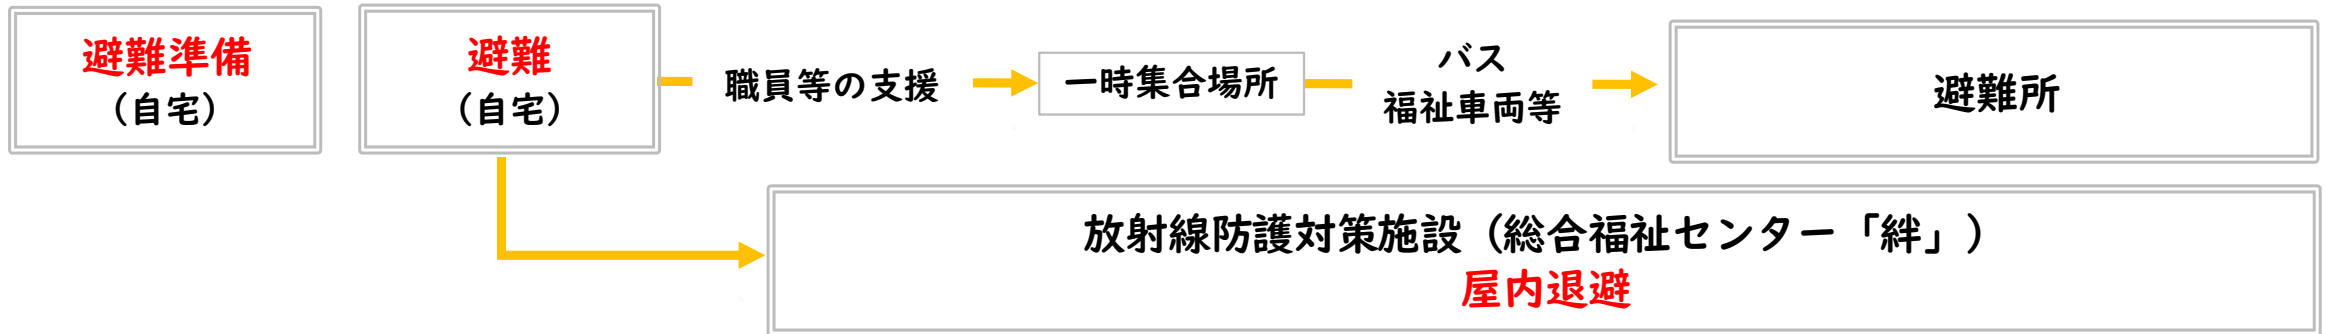 避難準備
（自宅）
避難
（自宅）
職員等の支援
一時集合場所
バス
福祉車両等
避難所
放射線防護対策施設（総合福祉センター「絆」）
屋内退避